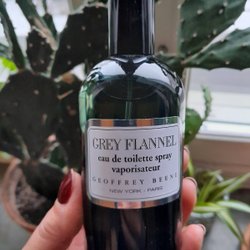 GREY FLANNEL
eau de toilette spray
vaporisateur
GEOFFREY BEENE
NEW YORK - PARIS